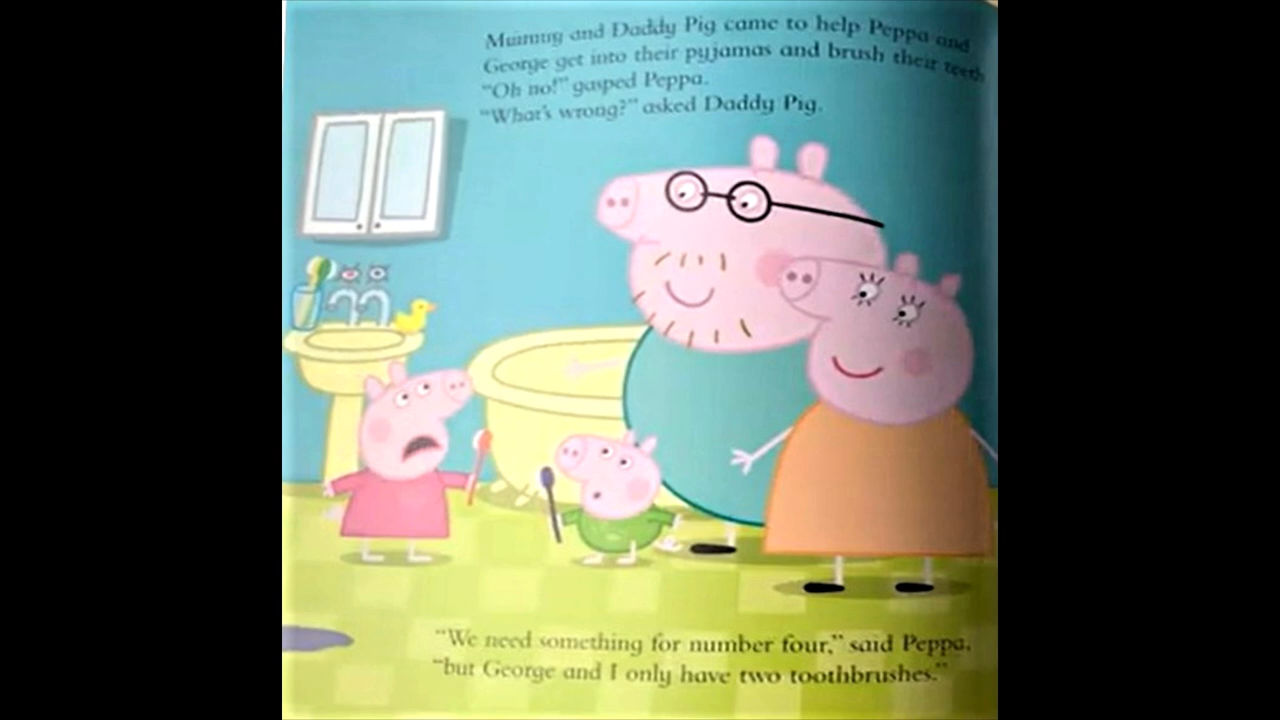 Mummy and Daddy Pig came to help Peppa and
George get into their pyjamas and brush their teeth
“Oh no!” gasped Peppa.
“What's wrong?” asked Daddy Pig.
“We need something for number four,” said Peppa,
“but George and I only have two toothbrushes.”